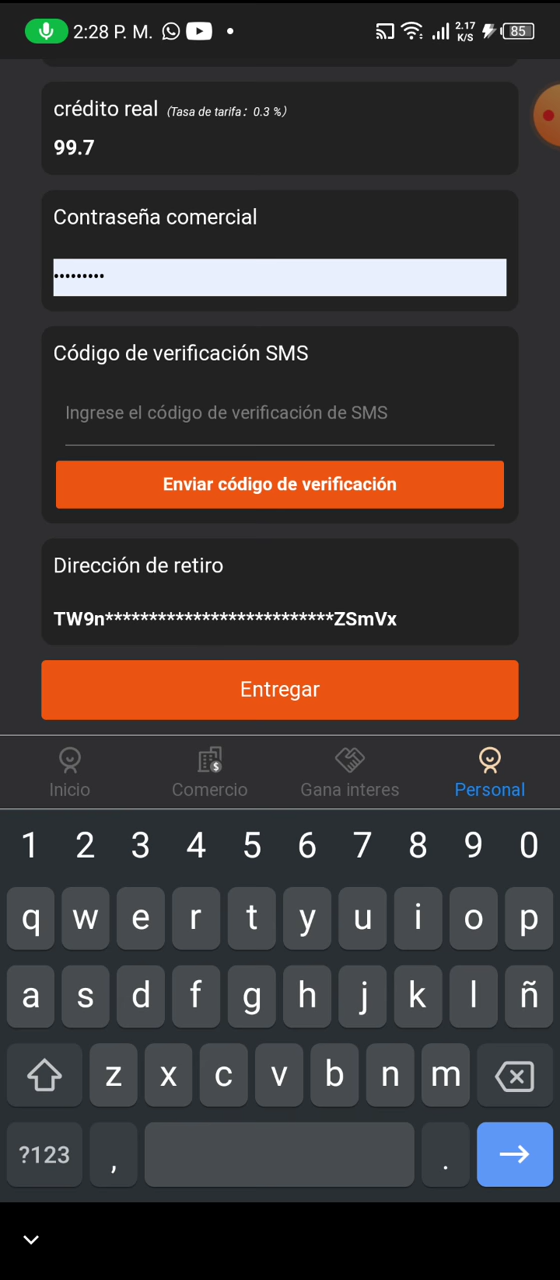 2:28 P. M.
2.17
K/S
85
crédito real (Tasa de tarifa: 0.3 %)
99.7
Contraseña comercial
•••••••••
Código de verificación SMS
Ingrese el código de verificación de SMS
Enviar código de verificación
Dirección de retiro
TW9n**************************ZSmVx
Entregar
Inicio
Comercio
Gana interes
Personal
1 2 3 4 5 6 7 8 9 0
q w e r t y u i o p
a s d f g h j k l ñ
z x c v b n m
?123 , .